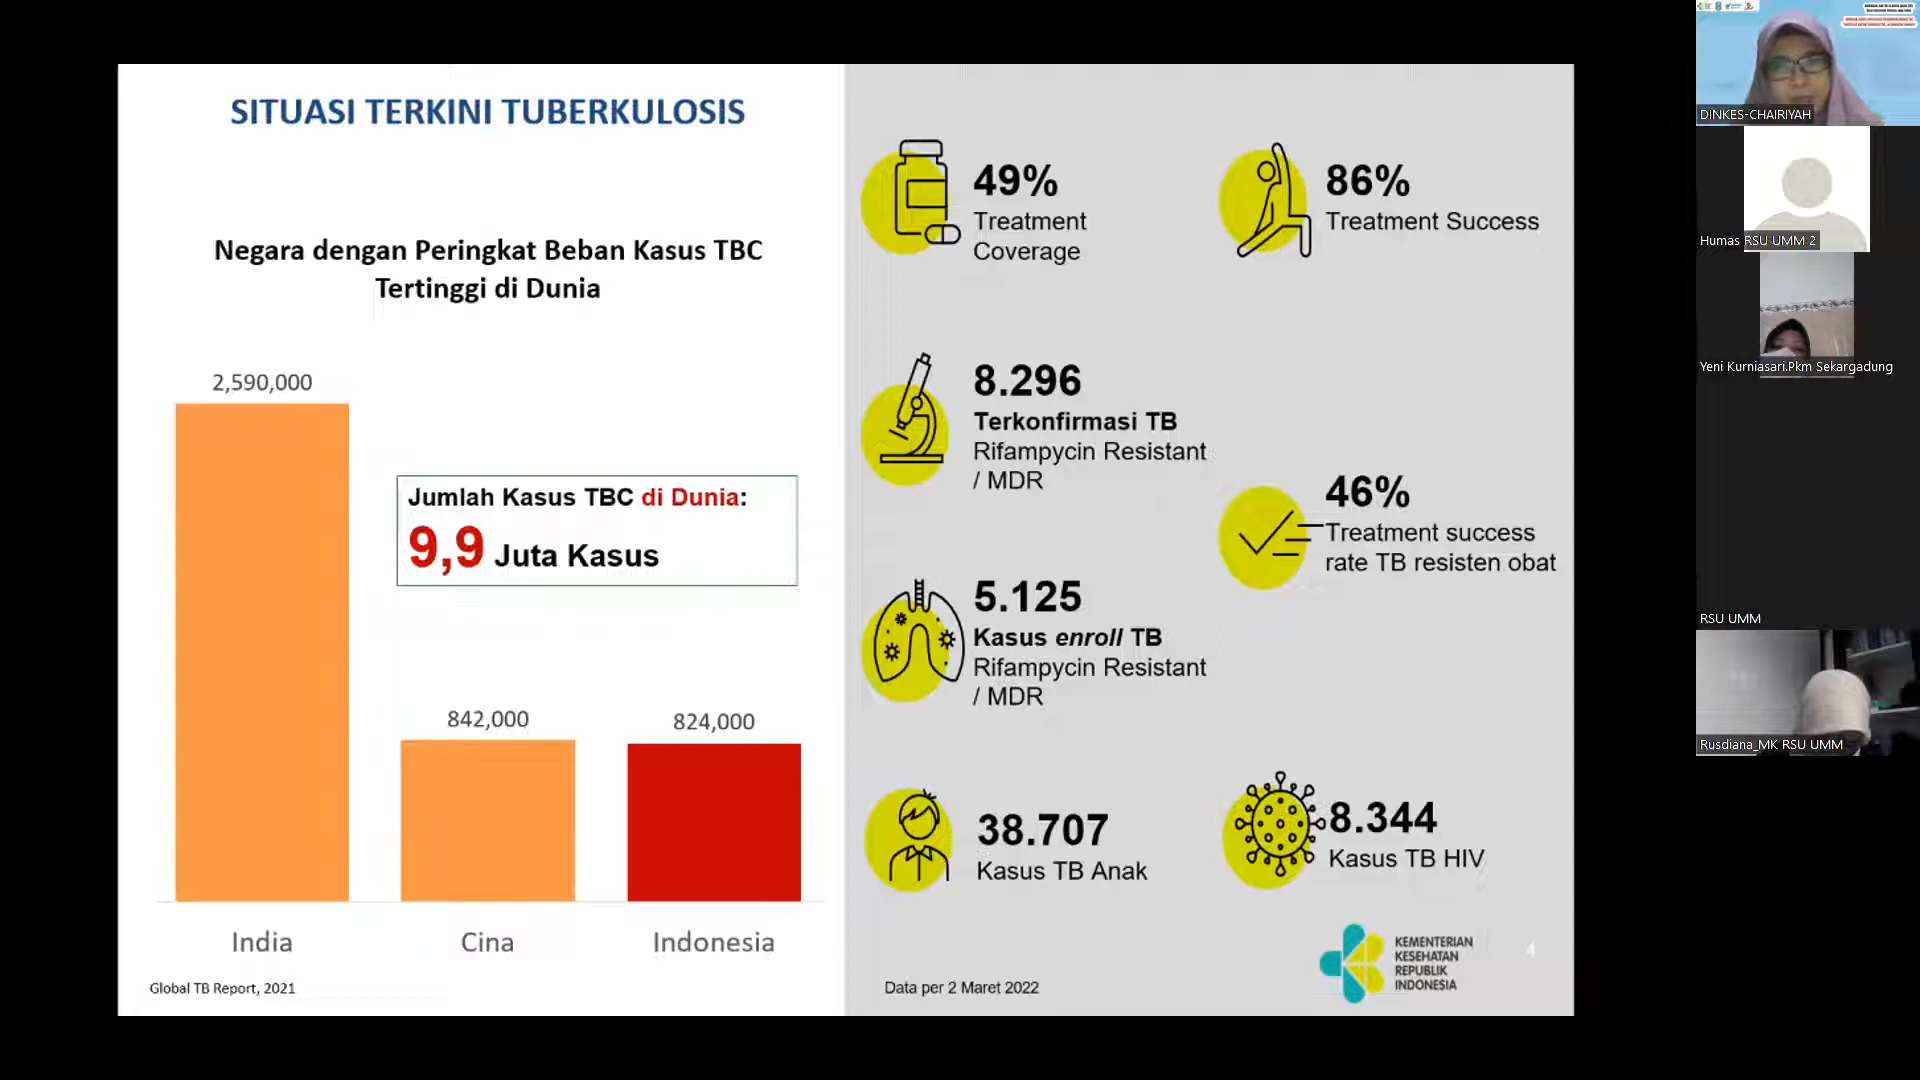 SITUASI TERKINI TUBERKULOSIS
Negara dengan Peringkat Beban Kasus TBC
Tertinggi di Dunia
2,590,000
842,000
824,000
Jumlah Kasus TBC di Dunia:
9,9 Juta Kasus
India
Cina
Indonesia
Global TB Report, 2021
49%
Treatment
Coverage
86%
Treatment Success
8.296
Terkonfirmasi TB
Rifampycin Resistant
/ MDR
46%
Treatment success
rate TB resisten obat
5.125
Kasus enroll TB
Rifampycin Resistant
/ MDR
38.707
Kasus TB Anak
8.344
Kasus TB HIV
Data per 2 Maret 2022
KEMENTERIAN
KESEHATAN
REPUBLIK
INDONESIA
4
DINKES-CHAIRIYAH
Humas RSU UMM 2
Yeni Kurniasari.Pkm Sekargadung
RSU UMM
Rusdiana_MK RSU UMM